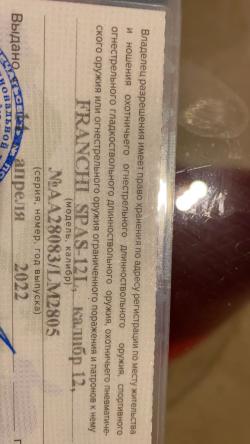 Владелец разрешения имеет право хранения по адресу регистрации по месту жительства
и ношения охотничьего огнестрельного длинноствольного оружия, спортивного
огнестрельного гладкоствольного длинноствольного оружия, охотничьего пневматиче-
ского оружия или огнестрельного оружия ограниченного поражения и патронов к нему
FRANCHI SPAS-12L, калибр 12,
(модель, калибр)
№AA28083/LM2805
(серия, номер, год выпуска)
Выдано
апреля 2022